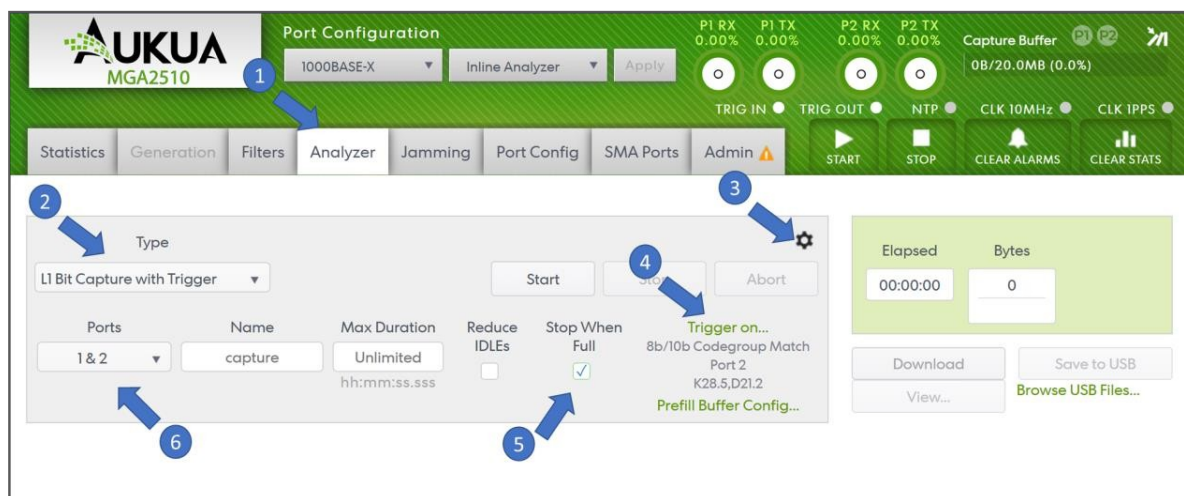 AUKUA
MGA2510
Port Configuration
1000BASE-X
Inline Analyzer
Apply
P1 RX P1 TX P2 RX P2 TX
0.00% 0.00% 0.00% 0.00%
Capture Buffer P1 P2
0B/20.0MB (0.0%)
TRIG IN TRIG OUT NTP CLK 10MHz CLK 1PPS
1
Statistics Generation Filters Analyzer Jamming Port Config SMA Ports Admin
START STOP CLEAR ALARMS CLEAR STATS
2
3
Type
L1 Bit Capture with Trigger
4
Start Abort
Elapsed Bytes
00:00:00 0
Ports Name Max Duration Reduce IDLEs Stop When Full
1 & 2 capture Unlimited
hh:mm:ss.sss
Trigger on...
8b/10b Codegroup Match
Port 2
K28.5,D21.2
Prefill Buffer Config...
Download Save to USB
View... Browse USB Files...
5
6